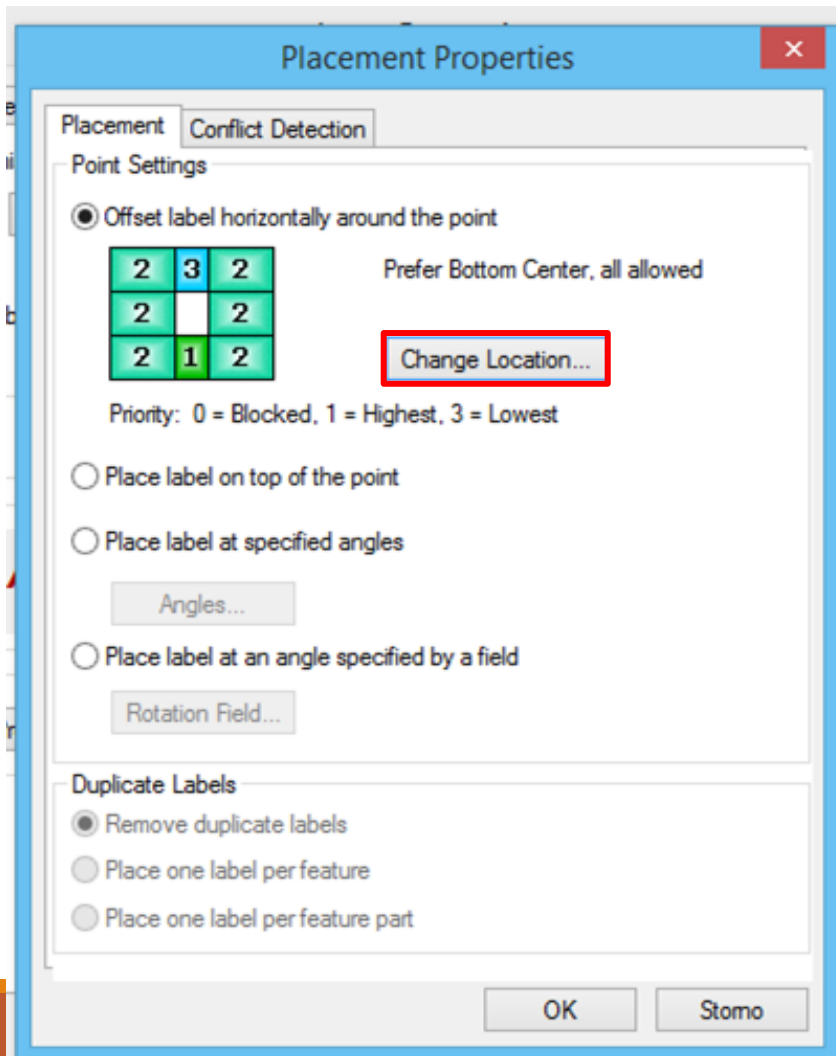 Placement Properties
Placement Conflict Detection
Point Settings
Offset label horizontally around the point
2 3 2 Prefer Bottom Center, all allowed
2 2
2 1 2 Change Location...
Priority: 0 = Blocked, 1 = Highest, 3 = Lowest
Place label on top of the point
Place label at specified angles
Angles...
Place label at an angle specified by a field
Rotation Field...
Duplicate Labels
Remove duplicate labels
Place one label per feature
Place one label per feature part
OK Storno